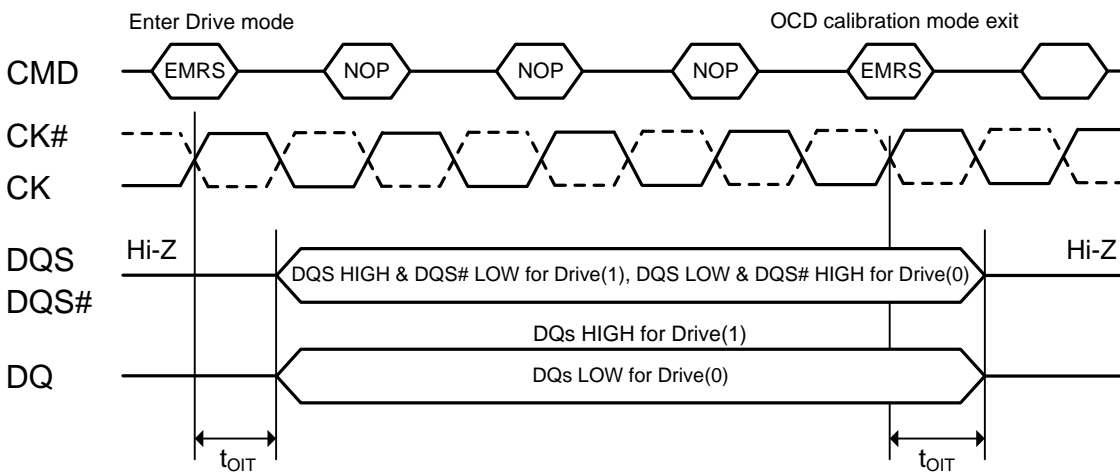 Enter Drive mode OCD calibration mode exit
CMD EMRS NOP NOP NOP EMRS
CK#
CK
DQS Hi-Z DQS HIGH & DQS# LOW for Drive(1), DQS LOW & DQS# HIGH for Drive(0) Hi-Z
DQS#
DQs HIGH for Drive(1)
DQ DQs LOW for Drive(0)
tOIT tOIT